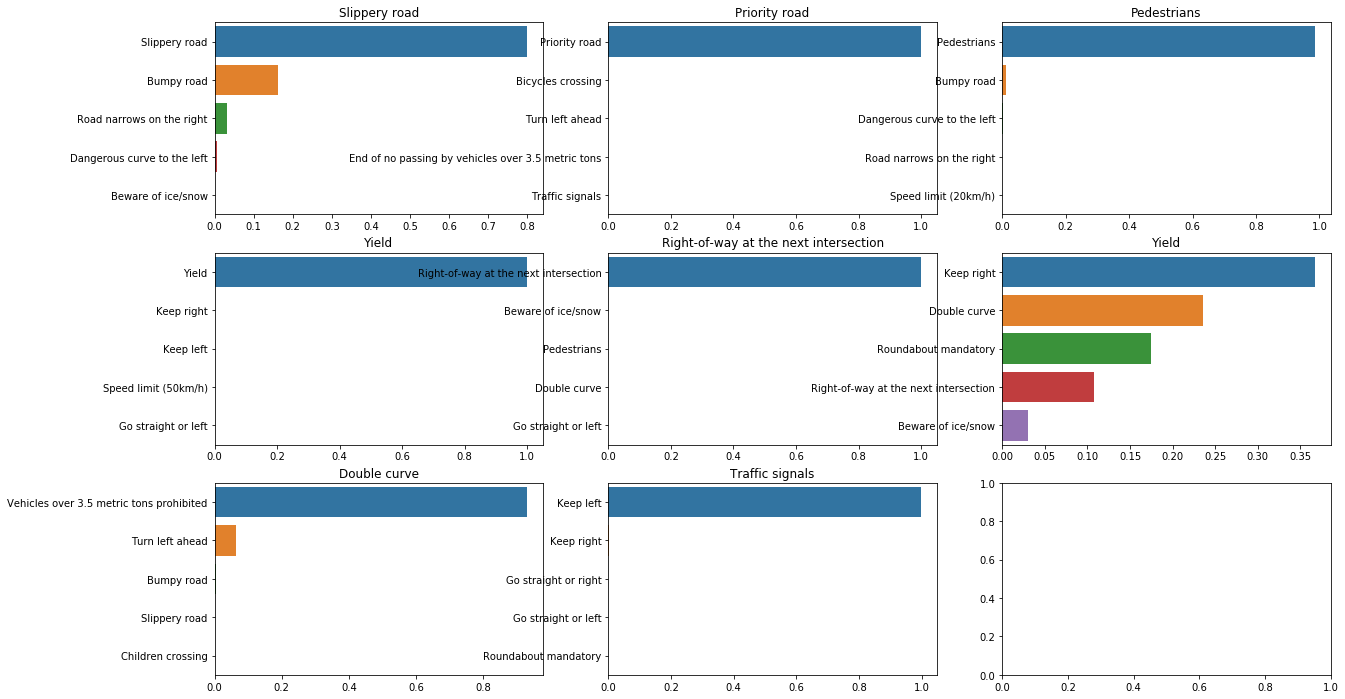 Slippery road
Slippery road
Bumpy road
Road narrows on the right
Dangerous curve to the left
Beware of ice/snow
0.0 0.1 0.2 0.3 0.4 0.5 0.6 0.7 0.8
Priority road
Priority road
Bicycles crossing
Turn left ahead
End of no passing by vehicles over 3.5 metric tons
Traffic signals
0.0 0.2 0.4 0.6 0.8 1.0
Pedestrians
Pedestrians
Bumpy road
Dangerous curve to the left
Road narrows on the right
Speed limit (20km/h)
0.0 0.2 0.4 0.6 0.8 1.0
Yield
Yield
Keep right
Keep left
Speed limit (50km/h)
Go straight or left
0.0 0.2 0.4 0.6 0.8 1.0
Right-of-way at the next intersection
Right-of-way at the next intersection
Beware of ice/snow
Pedestrians
Double curve
Go straight or left
0.0 0.2 0.4 0.6 0.8 1.0
Yield
Keep right
Double curve
Roundabout mandatory
Right-of-way at the next intersection
Beware of ice/snow
0.00 0.05 0.10 0.15 0.20 0.25 0.30 0.35
Double curve
Vehicles over 3.5 metric tons prohibited
Turn left ahead
Bumpy road
Slippery road
Children crossing
0.0 0.2 0.4 0.6 0.8
Traffic signals
Keep left
Keep right
Go straight or right
Go straight or left
Roundabout mandatory
0.0 0.2 0.4 0.6 0.8 1.0
1.0
0.8
0.6
0.4
0.2
0.0
0.0 0.2 0.4 0.6 0.8 1.0